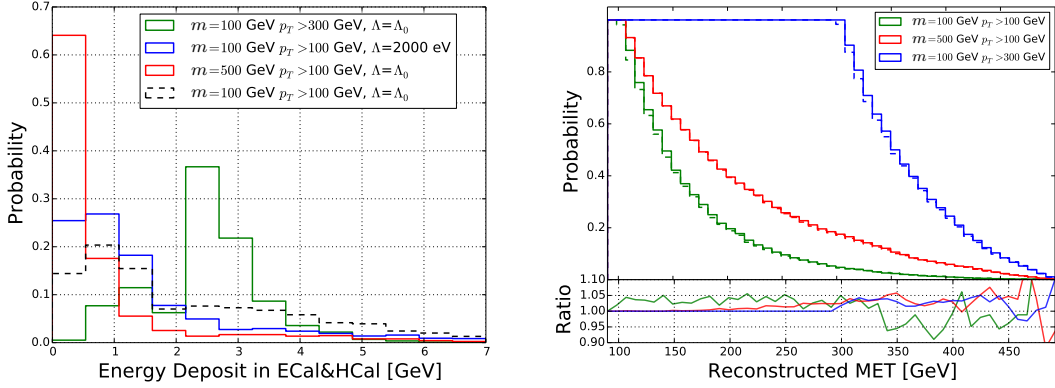 0.7
0.6
0.5
0.4
0.3
0.2
0.1
0.0
Probability
0 1 2 3 4 5 6 7
Energy Deposit in ECal&HCal [GeV]
m=100 GeV p_T>300 GeV, Λ=Λ_0
m=100 GeV p_T>100 GeV, Λ=2000 eV
m=500 GeV p_T>100 GeV, Λ=Λ_0
m=100 GeV p_T>100 GeV, Λ=Λ_0
0.8
0.6
0.4
0.2
Probability
m=100 GeV p_T>100 GeV
m=500 GeV p_T>100 GeV
m=100 GeV p_T>300 GeV
1.10
1.05
1.00
0.95
0.90
Ratio
100 150 200 250 300 350 400 450
Reconstructed MET [GeV]